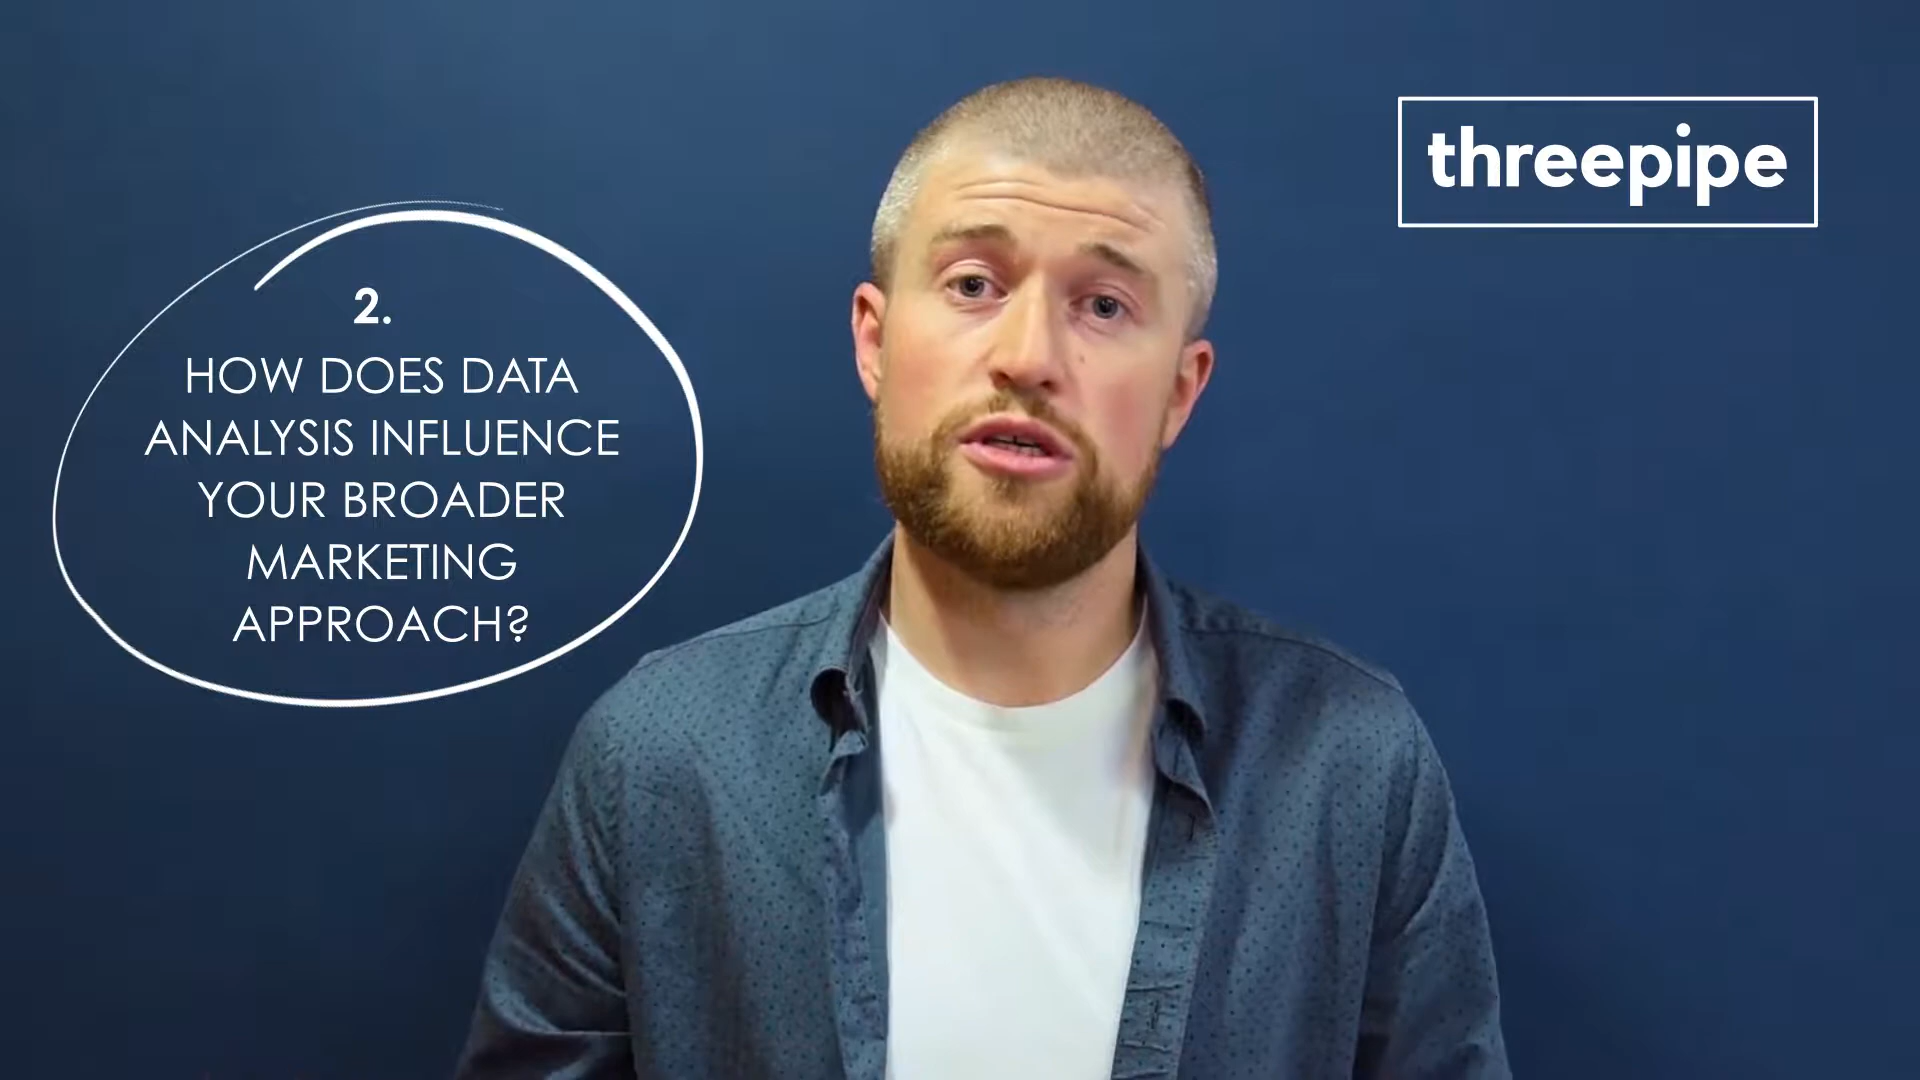 threepipe
2.
HOW DOES DATA
ANALYSIS INFLUENCE
YOUR BROADER
MARKETING
APPROACH?